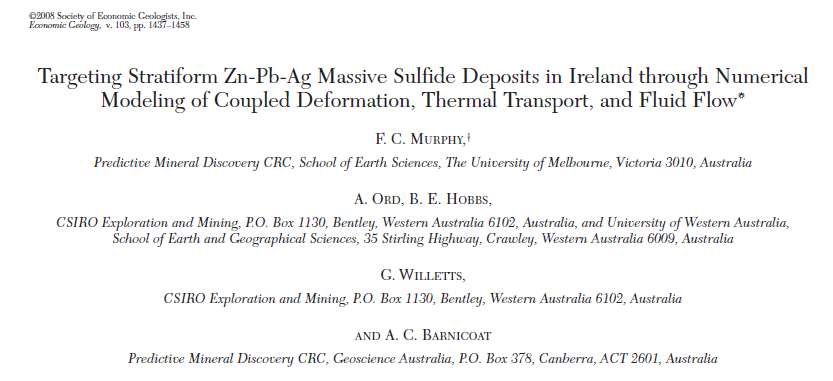 ©2008 Society of Economic Geologists, Inc.
Economic Geology, v. 103, pp. 1437–1458
Targeting Stratiform Zn-Pb-Ag Massive Sulfide Deposits in Ireland through Numerical
Modeling of Coupled Deformation, Thermal Transport, and Fluid Flow*
F. C. MURPHY,†
Predictive Mineral Discovery CRC, School of Earth Sciences, The University of Melbourne, Victoria 3010, Australia
A. ORD, B. E. HOBBS,
CSIRO Exploration and Mining, P.O. Box 1130, Bentley, Western Australia 6102, Australia, and University of Western Australia,
School of Earth and Geographical Sciences, 35 Stirling Highway, Crawley, Western Australia 6009, Australia
G. WILLETTS,
CSIRO Exploration and Mining, P.O. Box 1130, Bentley, Western Australia 6102, Australia
AND A. C. BARNICOAT
Predictive Mineral Discovery CRC, Geoscience Australia, P.O. Box 378, Canberra, ACT 2601, Australia